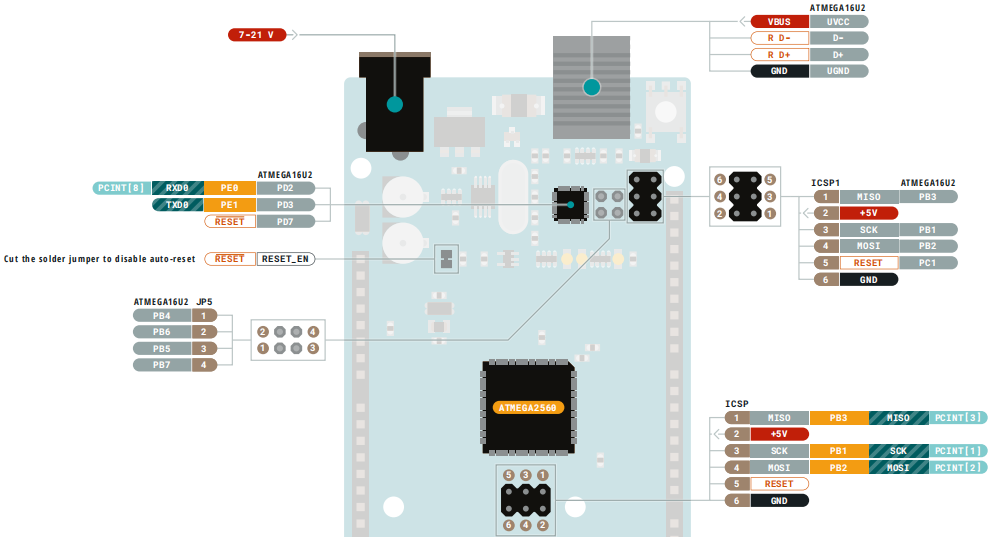 ATMEGA16U2
7-21 V
VBUS UVCC
R D- D-
R D+ D+
GND UGND
ATMEGA16U2
PCINT[8] RXD0 PE0 PD2
TXD0 PE1 PD3
RESET PD7
Cut the solder jumper to disable auto-reset RESET RESET_EN
6 5
4 3
2 1
ICSP1 ATMEGA16U2
1 MISO PB3
2 +5V
3 SCK PB1
4 MOSI PB2
5 RESET PC1
6 GND
ATMEGA16U2 JP5
PB4 1
PB6 2
PB5 3
PB7 4
2 4
1 3
ATMEGA2560
5 3 1
6 4 2
ICSP
1 MISO PB3 MISO PCINT[3]
2 +5V
3 SCK PB1 SCK PCINT[1]
4 MOSI PB2 MOSI PCINT[2]
5 RESET
6 GND